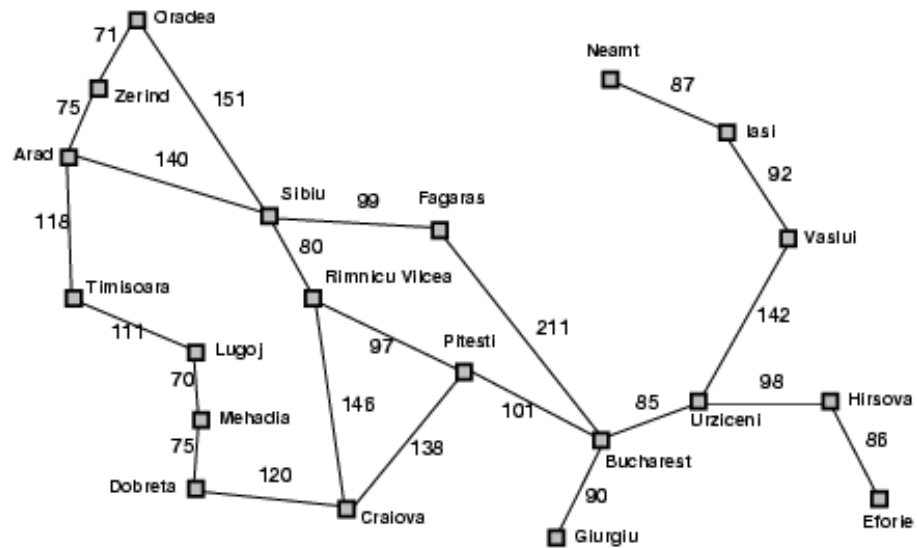 Oradea
71
Neamt
Zerind
87
75
151
Iasi
Arad
140
92
Sibiu
Fagaras
99
118
Vaslui
80
Timisoara
Rimnicu Vilcea
142
111
Lugoj
97
Pitesti
211
70
98
Hirsova
146
101
85
Mehadia
Urziceni
138
86
75
Bucharest
120
Dobreta
90
Craiova
Eforie
Giurgiu